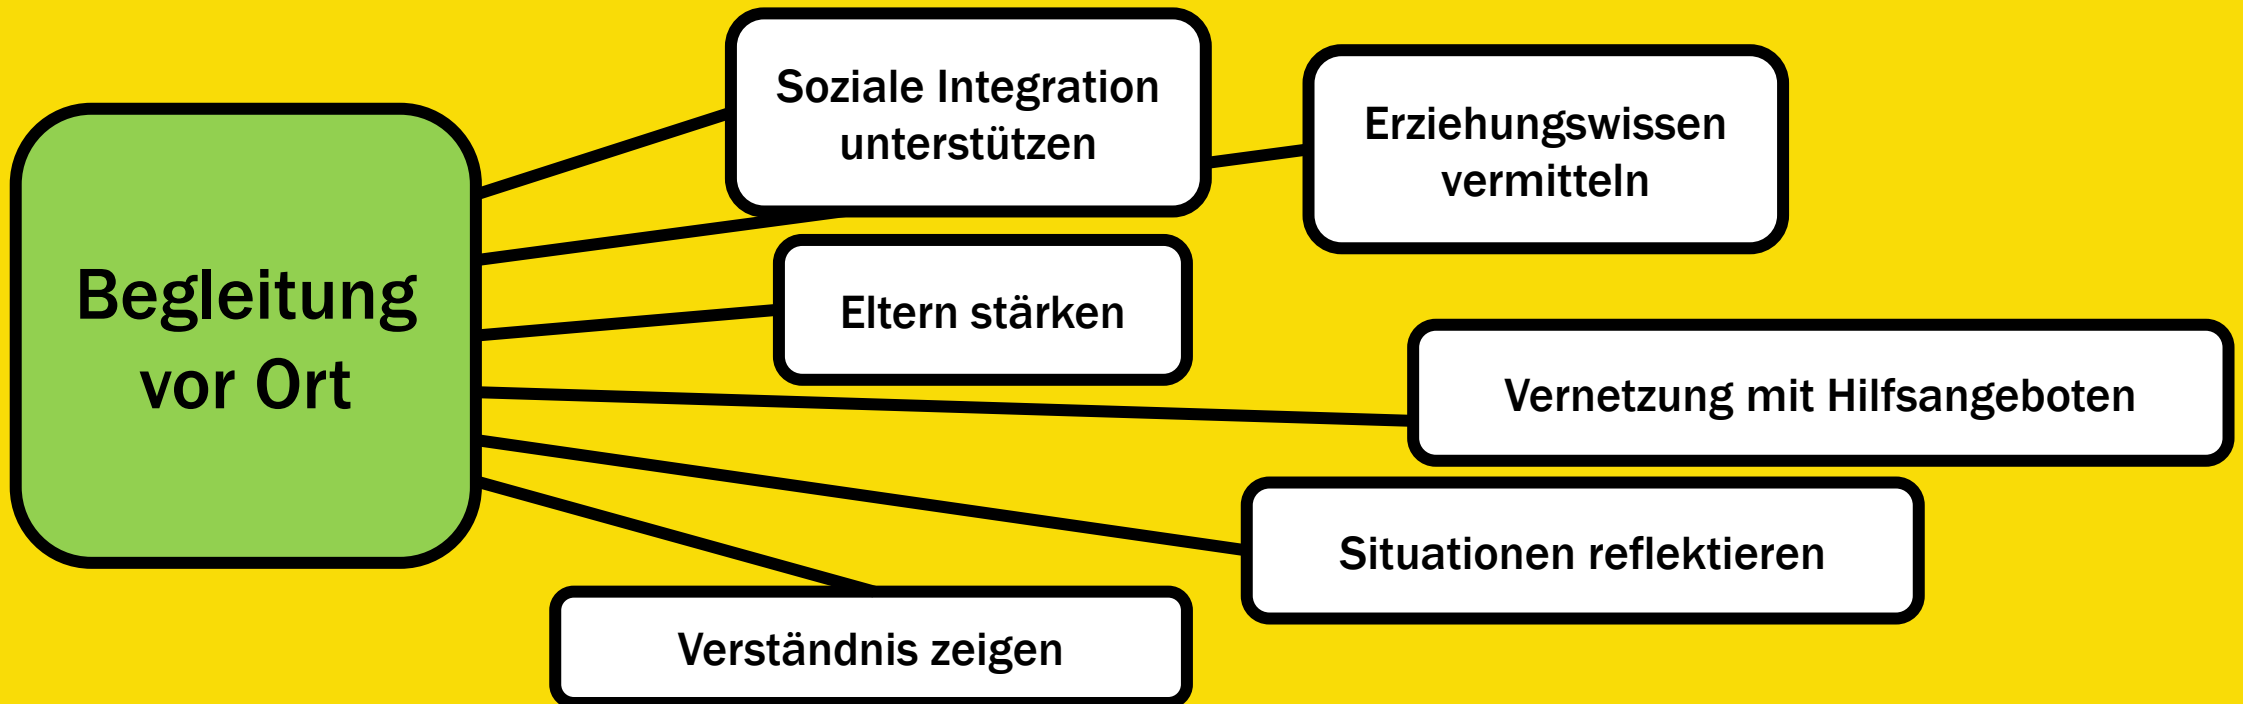 Begleitung
vor Ort
Soziale Integration
unterstützen
Erziehungswissen
vermitteln
Eltern stärken
Vernetzung mit Hilfsangeboten
Situationen reflektieren
Verständnis zeigen